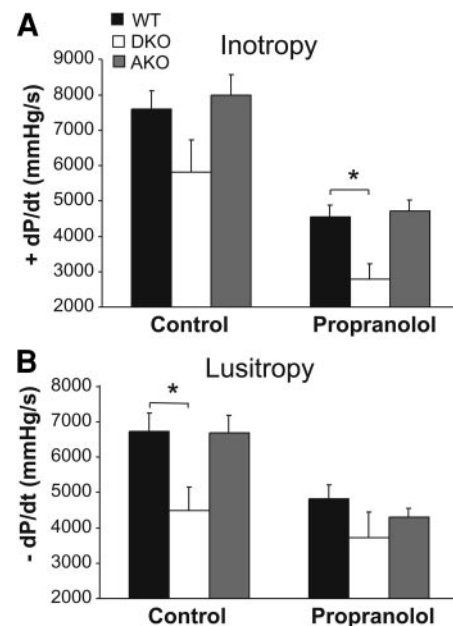 A
WT
DKO
AKO
Inotropy
+ dP/dt (mmHg/s)
9000
8000
7000
6000
5000
4000
3000
2000
*
Control Propranolol
B
Lusitropy
- dP/dt (mmHg/s)
8000
7000
6000
5000
4000
3000
2000
*
Control Propranolol